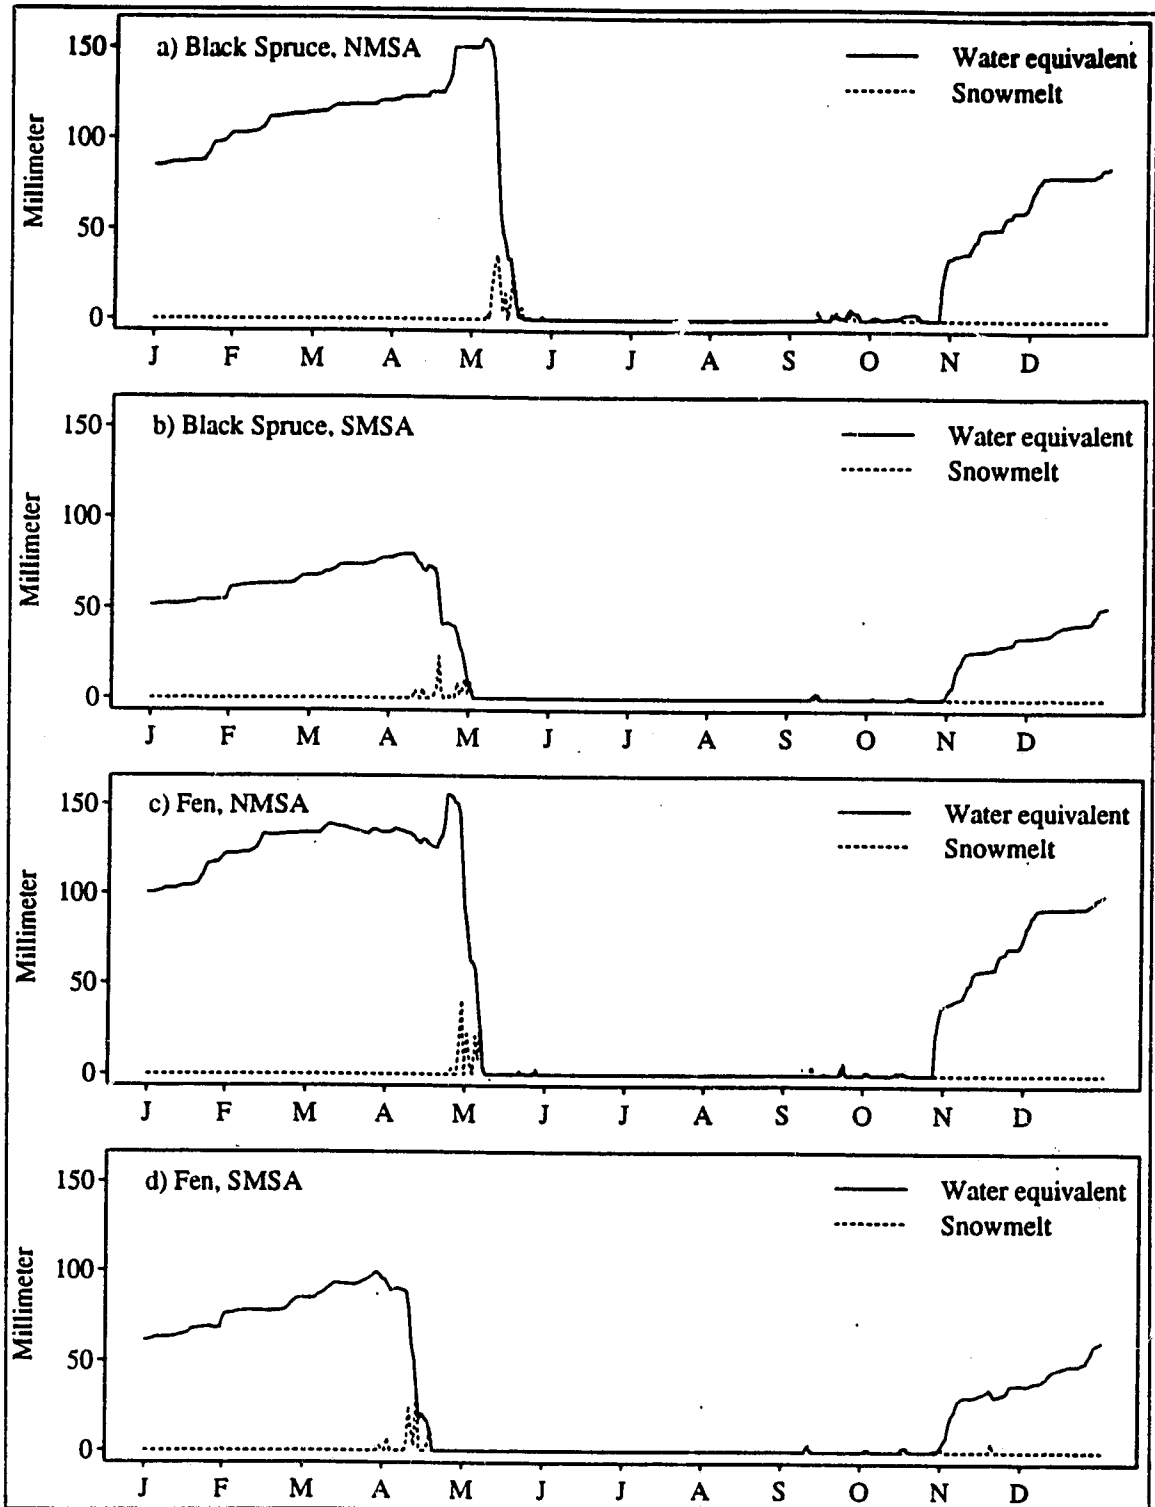 a) Black Spruce, NMSA
Water equivalent
Snowmelt
Millimeter
150
100
50
0
J F M A M J J A S O N D
b) Black Spruce, SMSA
Water equivalent
Snowmelt
Millimeter
150
100
50
0
J F M A M J J A S O N D
c) Fen, NMSA
Water equivalent
Snowmelt
Millimeter
150
100
50
0
J F M A M J J A S O N D
d) Fen, SMSA
Water equivalent
Snowmelt
Millimeter
150
100
50
0
J F M A M J J A S O N D